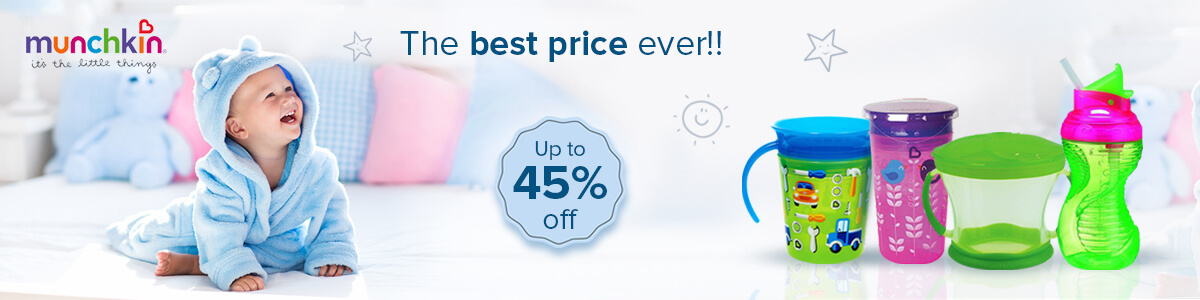 munchkin®
it's the little things
The best price ever!!
Up to
45%
off